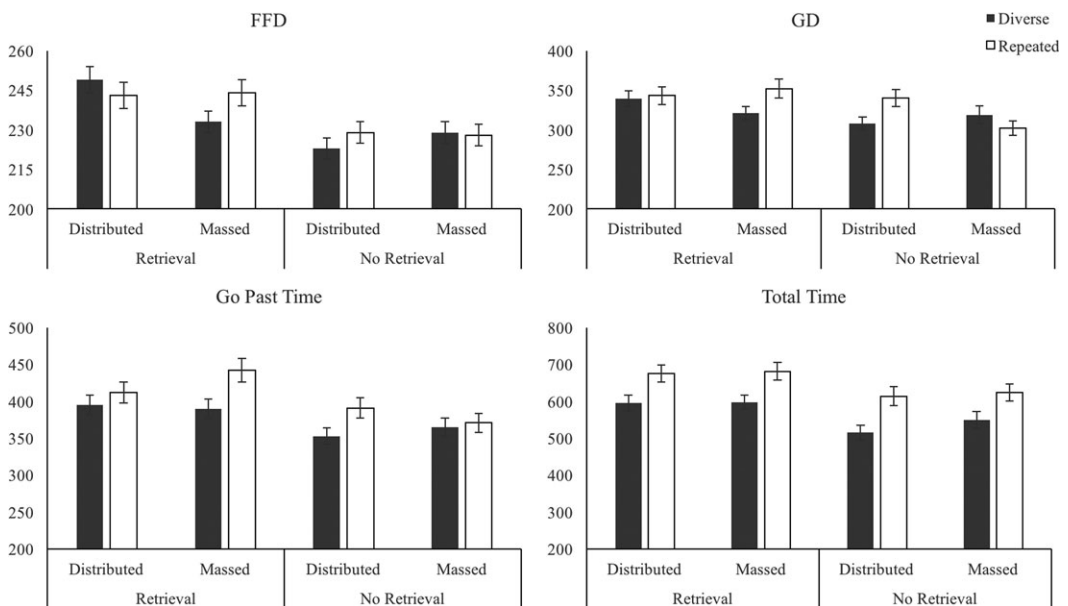 FFD
260
245
230
215
200
Distributed Massed Distributed Massed
Retrieval No Retrieval
GD
Diverse
Repeated
400
350
300
250
200
Distributed Massed Distributed Massed
Retrieval No Retrieval
Go Past Time
500
450
400
350
300
250
200
Distributed Massed Distributed Massed
Retrieval No Retrieval
Total Time
800
700
600
500
400
300
200
Distributed Massed Distributed Massed
Retrieval No Retrieval